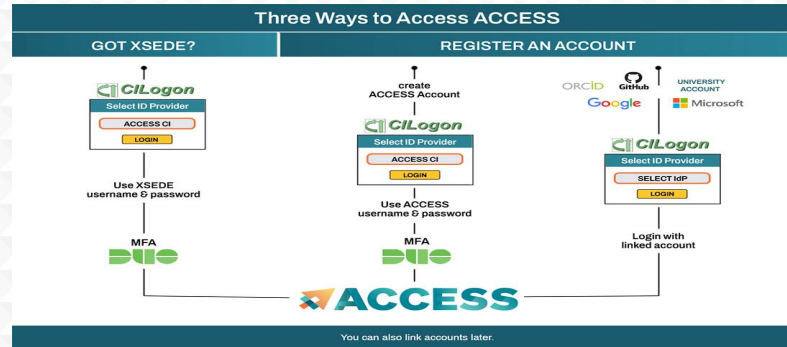 Three Ways to Access ACCESS
GOT XSEDE?
REGISTER AN ACCOUNT
CILogon
Select ID Provider
ACCESS CI
LOGIN
Use XSEDE
username & password
MFA
DUO
create
ACCESS Account
CILogon
Select ID Provider
ACCESS CI
LOGIN
Use ACCESS
username & password
MFA
DUO
ORCID
GitHub
UNIVERSITY
ACCOUNT
Google
Microsoft
CILogon
Select ID Provider
SELECT IdP
LOGIN
Login with
linked account
ACCESS
You can also link accounts later.